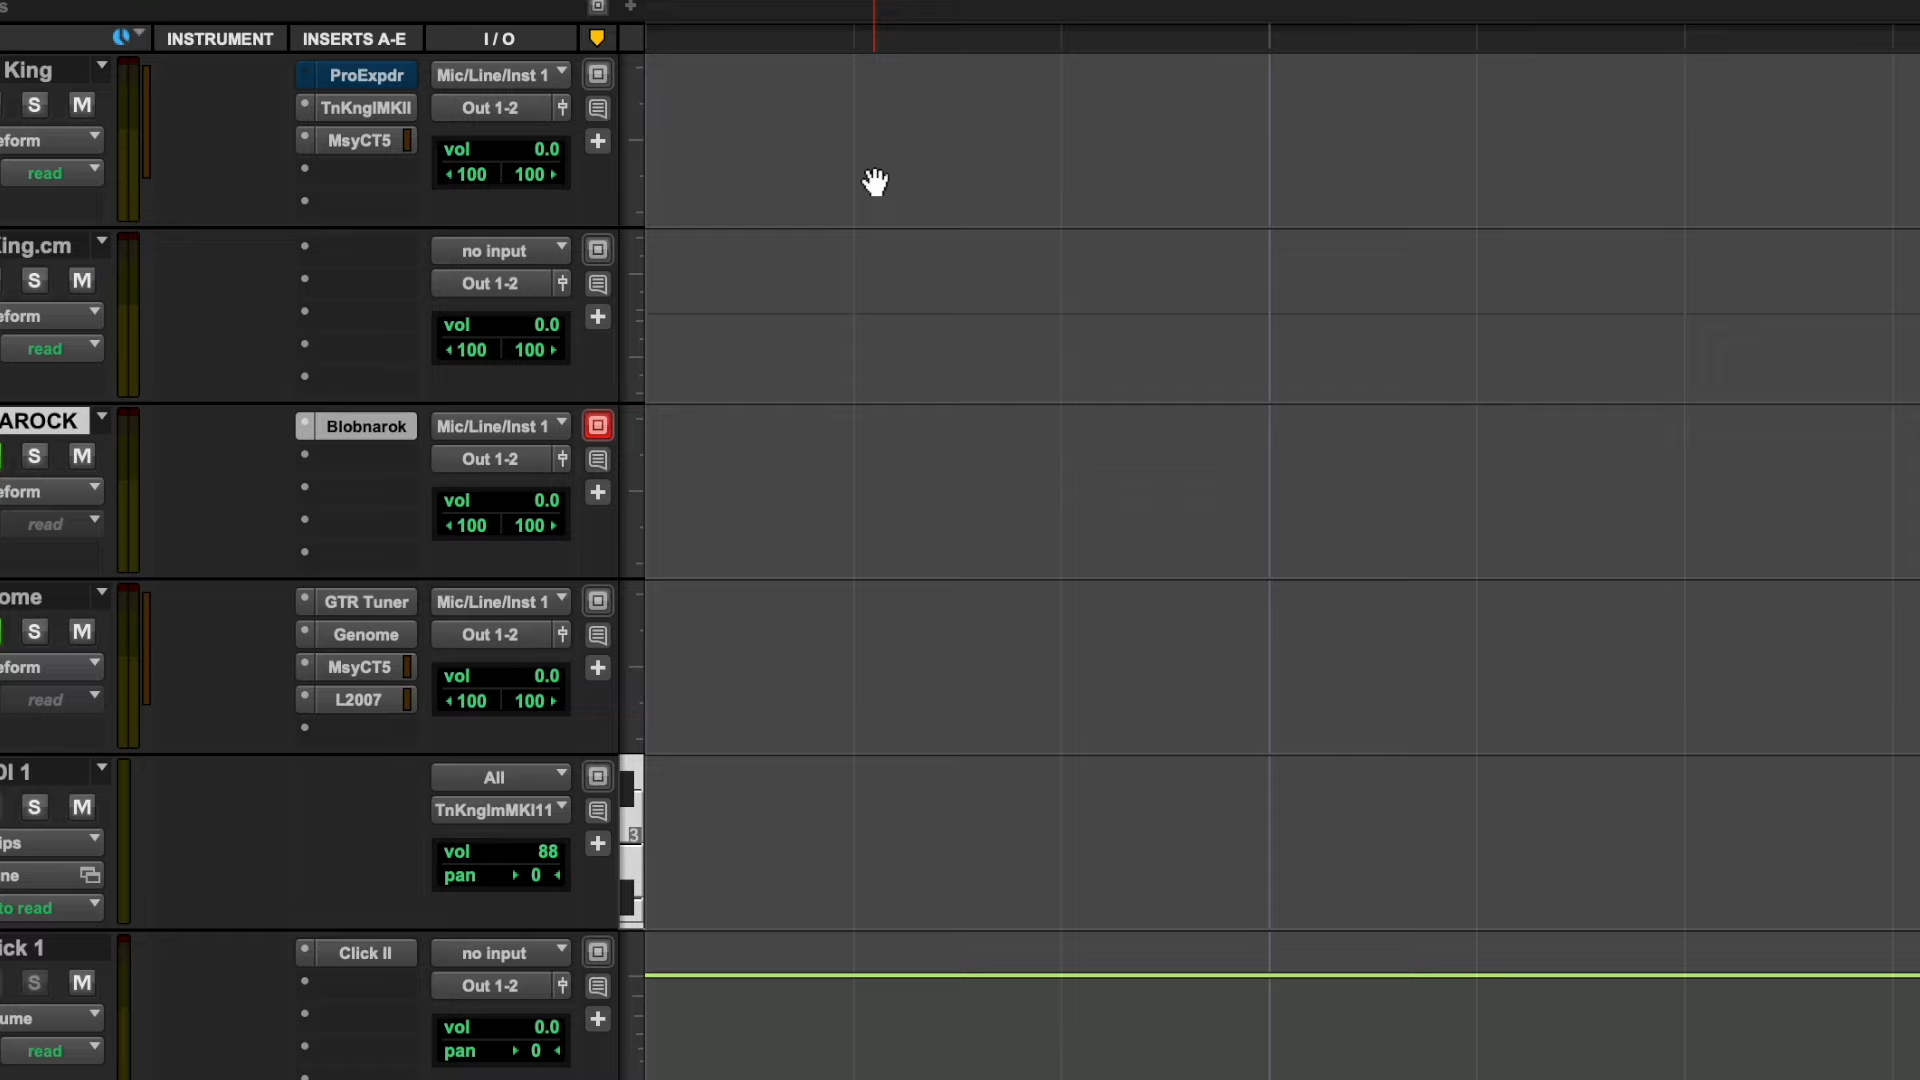 s
INSTRUMENT INSERTS A-E I / O
King ProExpdr Mic/Line/Inst 1
S M TnKnglMKII Out 1-2
eform MsyCT5 vol 0.0
read 100 100
ing.cm no input
S M Out 1-2
eform vol 0.0
read 100 100
AROCK Blobnarok Mic/Line/Inst 1
S M Out 1-2
eform vol 0.0
read 100 100
ome GTR Tuner Mic/Line/Inst 1
S M Genome Out 1-2
eform MsyCT5 vol 0.0
read L2007 100 100
DI 1 All
S M TnKnglmMKI11 3
ips vol 88
ne pan 0
to read
ick 1 Click II no input
S M Out 1-2
ume vol 0.0
read pan 0